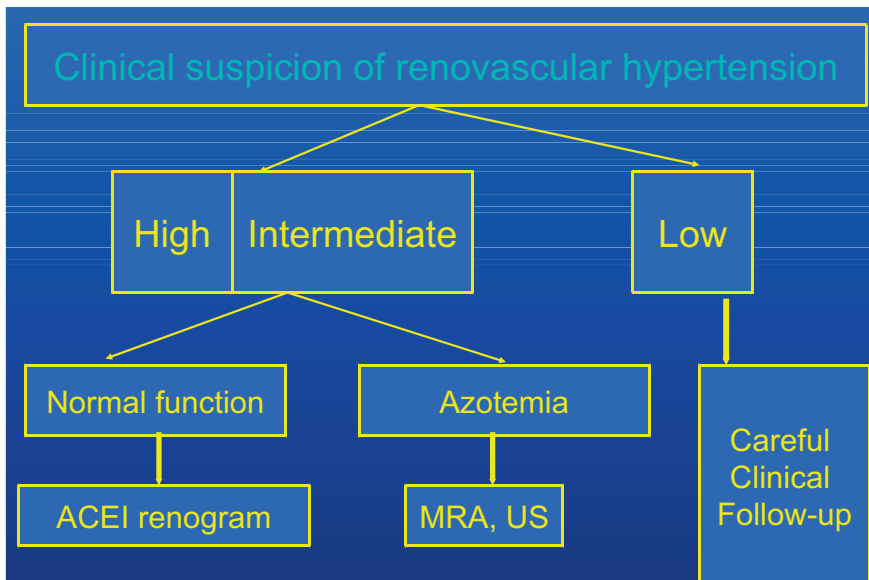 Clinical suspicion of renovascular hypertension
High
Intermediate
Low
Normal function
Azotemia
Careful
Clinical
Follow-up
ACEI renogram
MRA, US